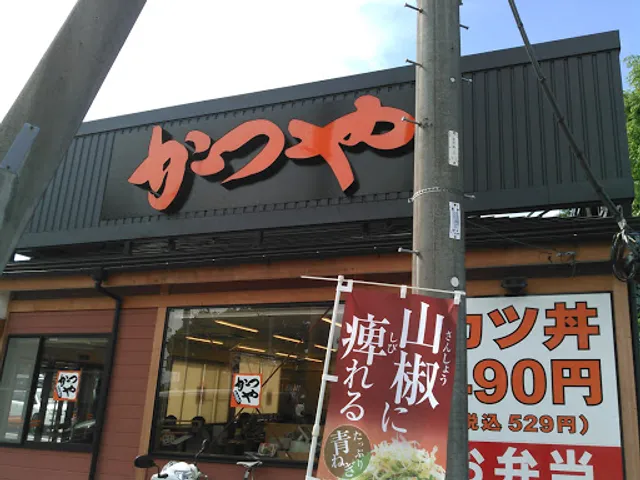 かつや
かつや
かつや
山椒に
さんしょう
痺れる
しび
たっぷり
青ねぎ
カツ丼
490円
税込 529円）
お弁当